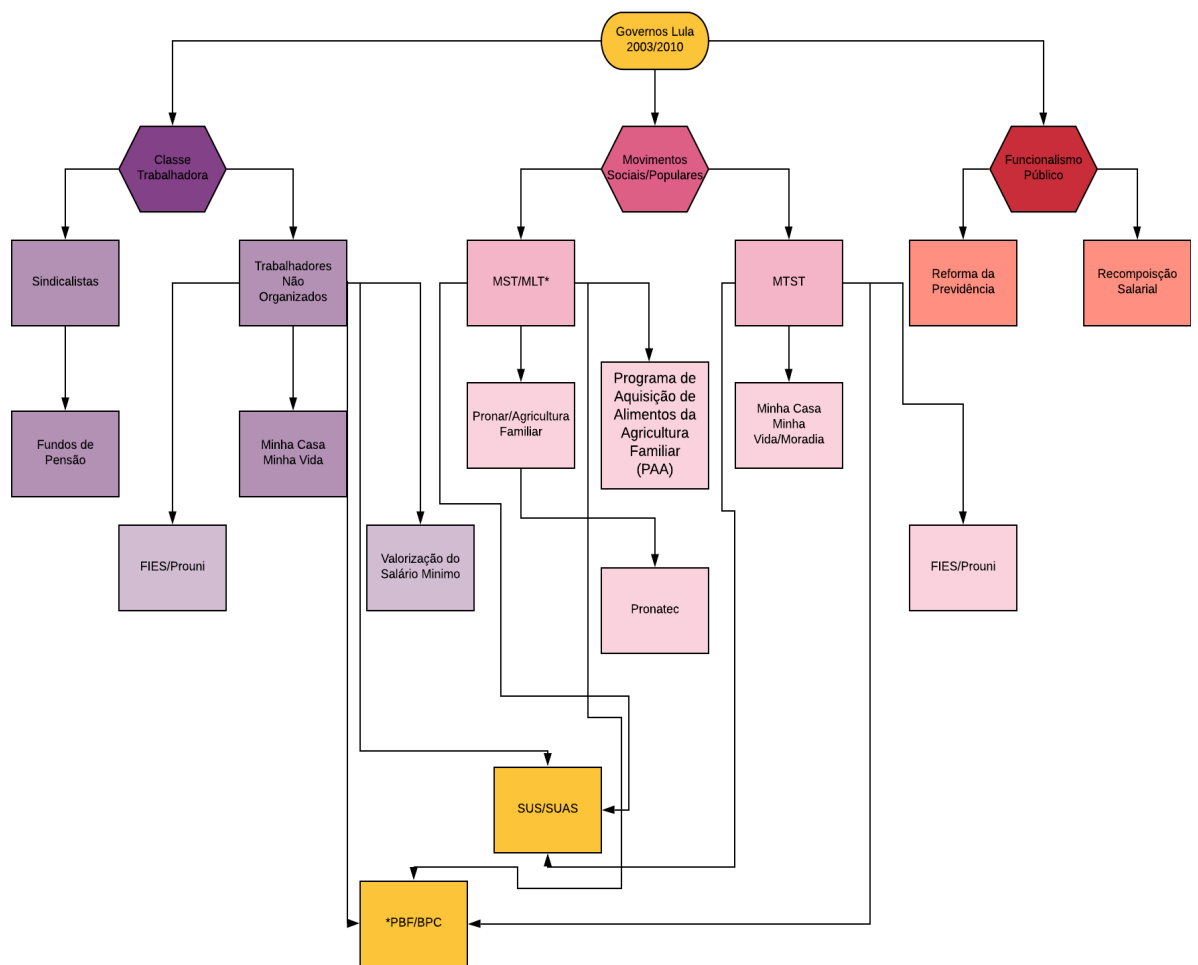 Governos Lula
2003/2010
Classe
Trabalhadora
Movimentos
Sociais/Populares
Funcionalismo
Público
Sindicalistas
Trabalhadores
Não
Organizados
MST/MLT*
MTST
Reforma da
Previdência
Recompoisção
Salarial
Fundos de
Pensão
Minha Casa
Minha Vida
Pronar/Agricultura
Familiar
Programa de
Aquisição de
Alimentos da
Agricultura
Familiar
(PAA)
Minha Casa
Minha
Vida/Moradia
FIES/Prouni
Valorização do
Salário Minimo
Pronatec
FIES/Prouni
SUS/SUAS
*PBF/BPC